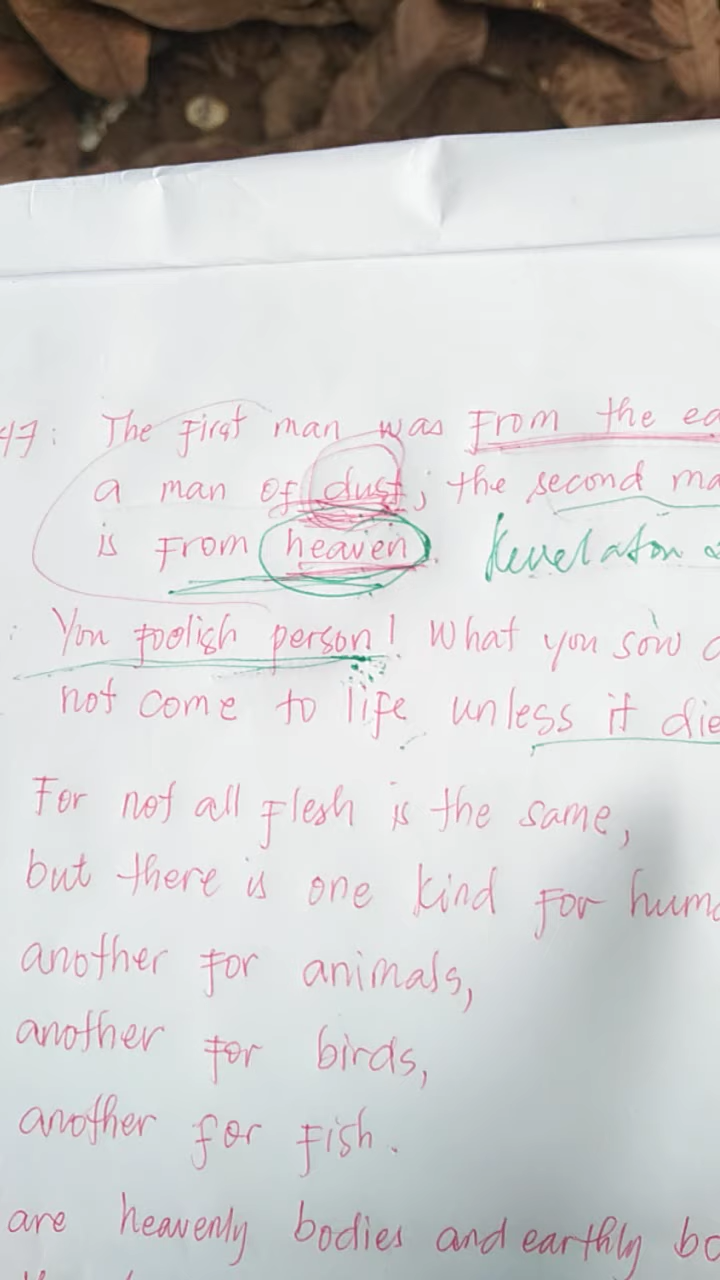 47: The first man was from the ea
a man of dust; the second ma
is from heaven Revelation
: You foolish person! What you sow d
not come to life unless it die
For not all flesh is the same,
but there is one kind for huma
another for animals,
another for birds,
another for fish.
are heavenly bodies and earthly bo